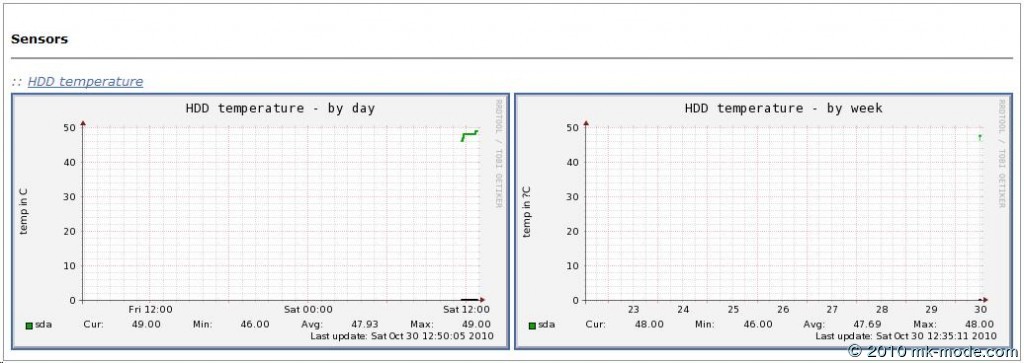 Sensors
:: HDD temperature
HDD temperature - by day
RRDTOOL / TOBI OETIKER
temp in C
50
40
30
20
10
0
Fri 12:00 Sat 00:00 Sat 12:00
sda Cur: 49.00 Min: 46.00 Avg: 47.93 Max: 49.00
Last update: Sat Oct 30 12:50:05 2010
HDD temperature - by week
RRDTOOL / TOBI OETIKER
temp in ?C
50
40
30
20
10
0
23 24 25 26 27 28 29 30
sda Cur: 48.00 Min: 46.00 Avg: 47.69 Max: 48.00
Last update: Sat Oct 30 12:35:11 2010
© 2010 mk-mode.com